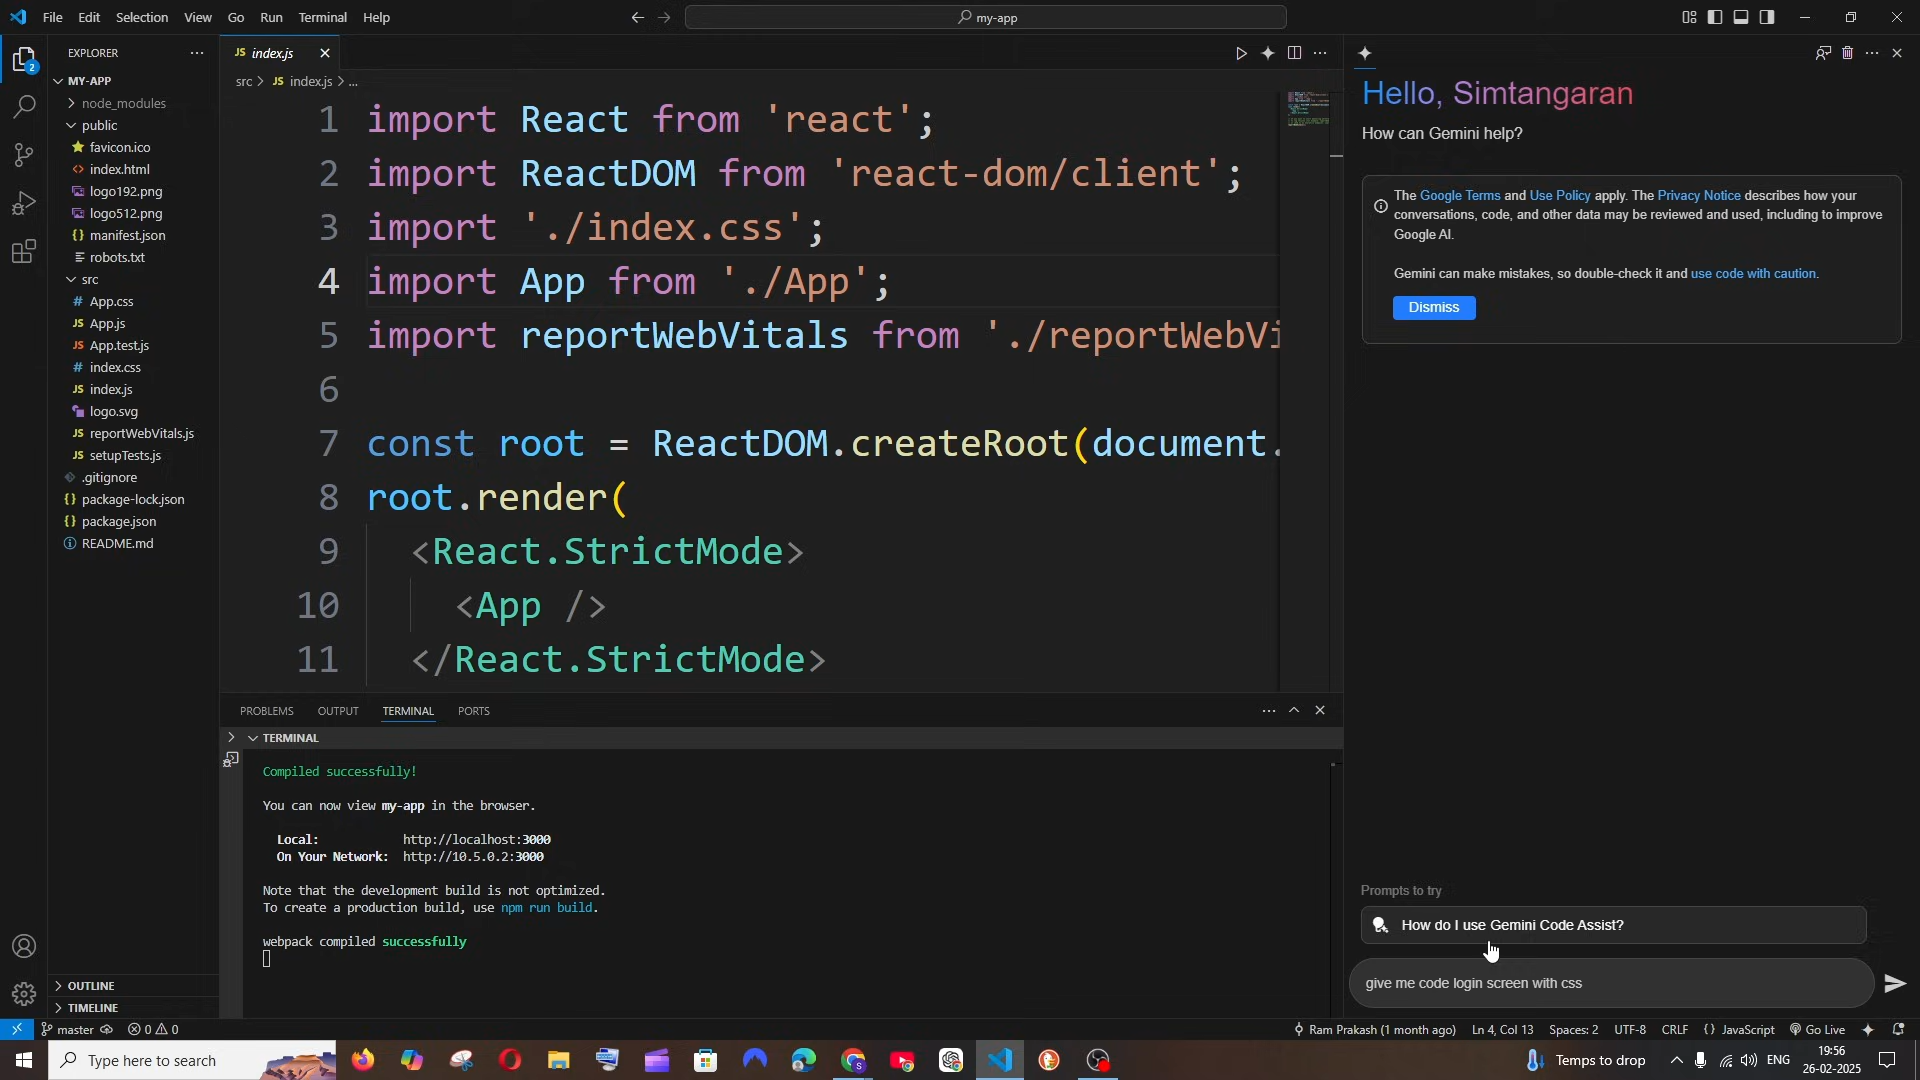 File Edit Selection View Go Run Terminal Help
my-app
EXPLORER
MY-APP
node_modules
public
favicon.ico
index.html
logo192.png
logo512.png
manifest.json
robots.txt
src
App.css
App.js
App.test.js
index.css
index.js
logo.svg
reportWebVitals.js
setupTests.js
.gitignore
package-lock.json
package.json
README.md
OUTLINE
TIMELINE
JS index.js
src > JS index.js > ...
1 import React from 'react';
2 import ReactDOM from 'react-dom/client';
3 import './index.css';
4 import App from './App';
5 import reportWebVitals from './reportWebVi
6
7 const root = ReactDOM.createRoot(document.
8 root.render(
9 <React.StrictMode>
10 <App />
11 </React.StrictMode>
PROBLEMS OUTPUT TERMINAL PORTS
TERMINAL
Compiled successfully!
You can now view my-app in the browser.
Local: http://localhost:3000
On Your Network: http://10.5.0.2:3000
Note that the development build is not optimized.
To create a production build, use npm run build.
webpack compiled successfully
Hello, Simtangaran
How can Gemini help?
The Google Terms and Use Policy apply. The Privacy Notice describes how your
conversations, code, and other data may be reviewed and used, including to improve
Google AI.
Gemini can make mistakes, so double-check it and use code with caution.
Dismiss
Prompts to try
How do I use Gemini Code Assist?
give me code login screen with css
master 0 0 Ram Prakash (1 month ago) Ln 4, Col 13 Spaces: 2 UTF-8 CRLF {} JavaScript Go Live
Type here to search
Temps to drop ENG
19:56
26-02-2025